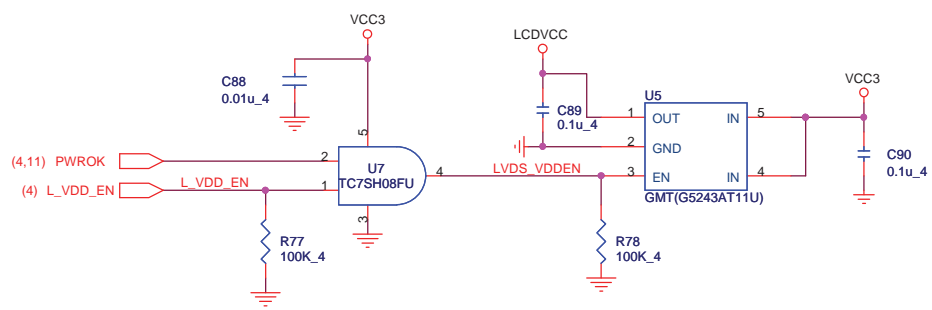 VCC3
C88
0.01u_4
5
(4,11) PWROK
2
U7
TC7SH08FU
(4) L_VDD_EN
L_VDD_EN
1
4
3
R77
100K_4
LCDVCC
C89
0.1u_4
U5
1 OUT IN 5
2 GND
LVDS_VDDEN
3 EN IN 4
GMT(G5243AT11U)
R78
100K_4
VCC3
C90
0.1u_4